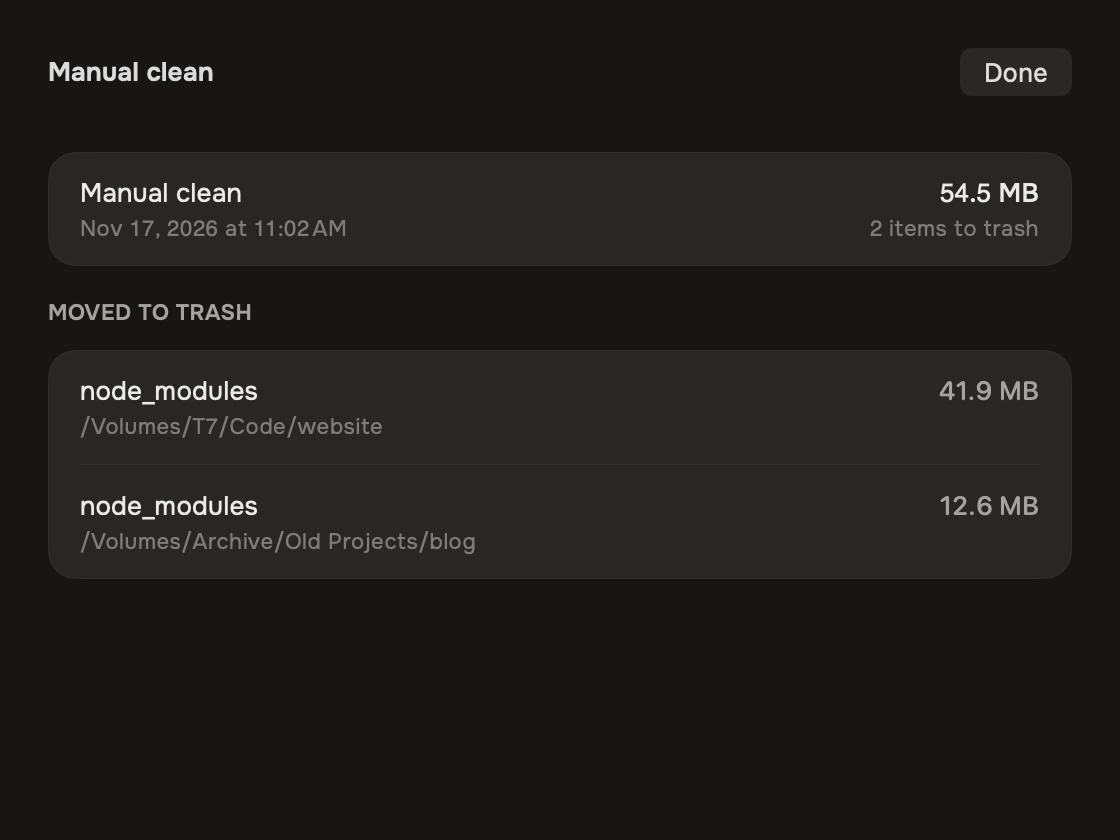 Manual clean
Done
Manual clean
54.5 MB
Nov 17, 2026 at 11:02 AM
2 items to trash
MOVED TO TRASH
node_modules
41.9 MB
/Volumes/T7/Code/website
node_modules
12.6 MB
/Volumes/Archive/Old Projects/blog